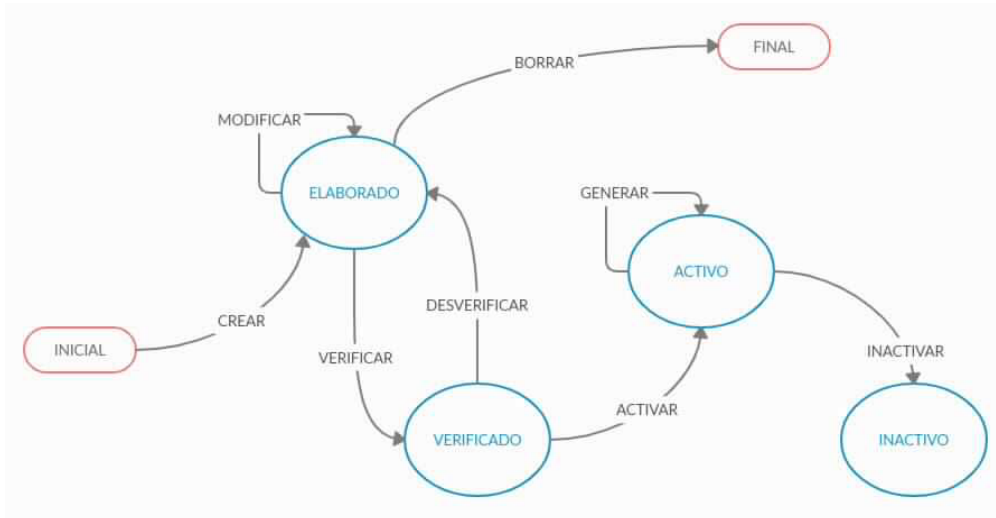 FINAL
BORRAR
MODIFICAR
ELABORADO
GENERAR
ACTIVO
DESVERIFICAR
CREAR
INICIAL
VERIFICAR
INACTIVAR
ACTIVAR
VERIFICADO
INACTIVO